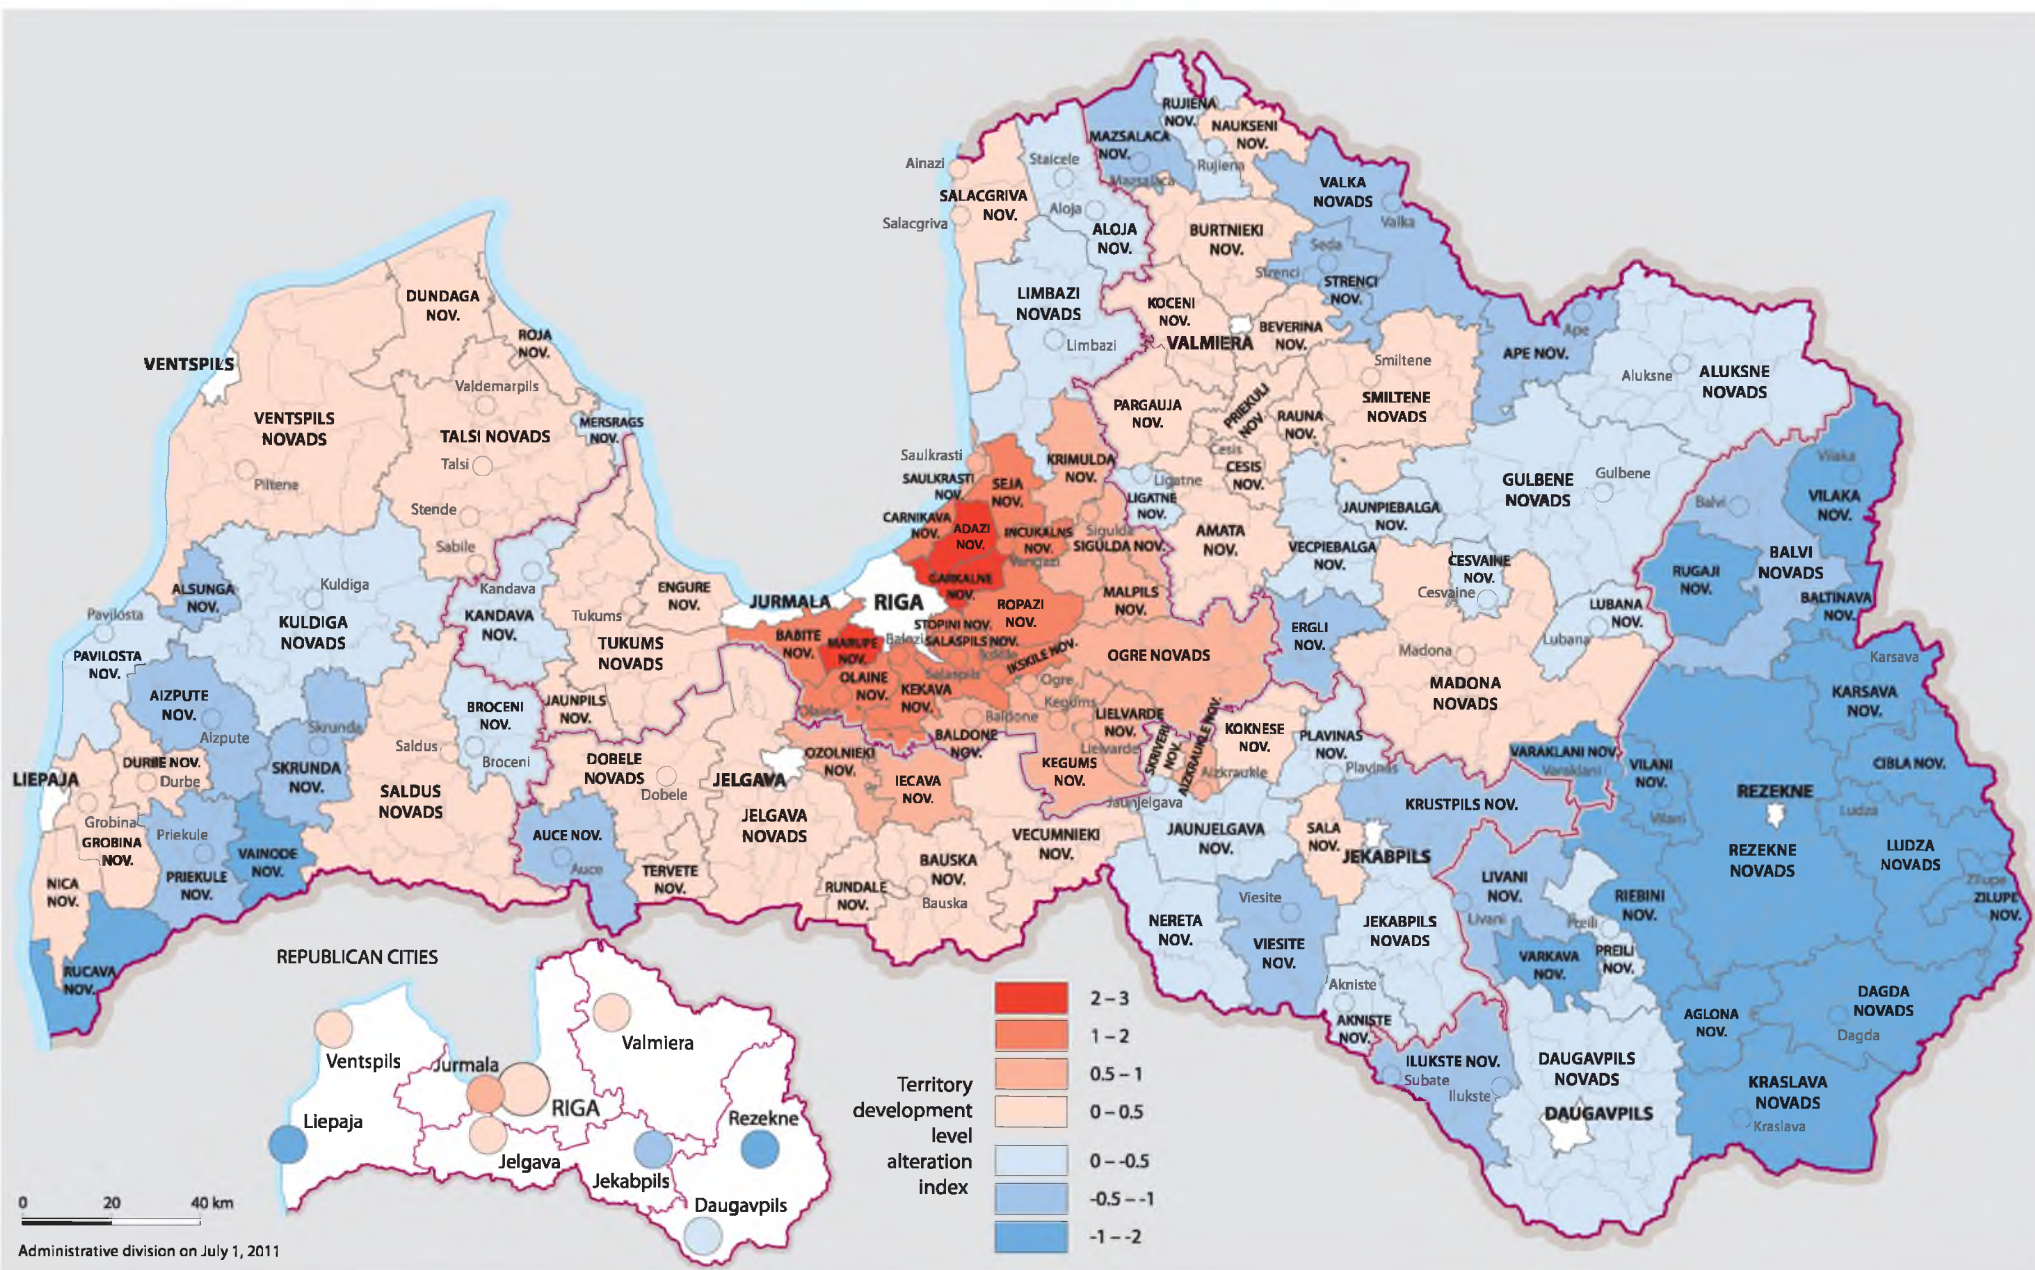 RUJIENA
NOV.
NAUKSENI
NOV.
MAZSALACA
NOV.
Mazsalaca
Rujiena
Ainazi
Staicele
SALACGRIVA
NOV.
Salacgriva
Aloja
ALOJA
NOV.
VALKA
NOVADS
Valka
BURTNIEKI
NOV.
Seda
Strenci
STRENCI
NOV.
LIMBAZI
NOVADS
Limbazi
KOCENI
NOV.
BEVERINA
NOV.
VALMIERA
Ape
APE NOV.
Smiltene
SMILTENE
NOVADS
Aluksne
ALUKSNE
NOVADS
DUNDAGA
NOV.
ROJA
NOV.
VENTSPILS
Valdemarpils
VENTSPILS
NOVADS
TALSI NOVADS
MERSRAGS
NOV.
Talsi
Piltene
Stende
Sabile
PARGAUJA
NOV.
PRIEKULI
NOV.
RAUNA
NOV.
Cesis
CESIS
NOV.
Saulkrasti
SAULKRASTI
NOV.
SEJA
NOV.
KRIMULDA
NOV.
Ligatne
LIGATNE
NOV.
CARNIKAVA
NOV.
ADAZI
NOV.
INCUKALNS
NOV.
Sigulda
SIGULDA NOV.
Vangazi
AMATA
NOV.
JAUNPIEBALGA
NOV.
VECPIEBALGA
NOV.
GULBENE
NOVADS
Gulbene
Vilaka
VILAKA
NOV.
Balvi
BALVI
NOVADS
RUGAJI
NOV.
BALTINAVA
NOV.
CESVAINE
NOV.
Cesvaine
LUBANA
NOV.
Lubana
ALSUNGA
NOV.
Kuldiga
KULDIGA
NOVADS
Kandava
KANDAVA
NOV.
Pavilosta
PAVILOSTA
NOV.
ENGURE
NOV.
Tukums
TUKUMS
NOVADS
JURMALA
RIGA
GARKALNE
NOV.
ROPAZI
NOV.
MALPILS
NOV.
STOPINI NOV.
SALASPILS NOV.
Balozi
BABITE
NOV.
MARUPE
NOV.
Ikskile
IKSKILE NOV.
Salaspils
OLAINE
NOV.
Olaine
KEKAVA
NOV.
OGRE NOVADS
Ogre
Kegums
ERGLI
NOV.
Madona
MADONA
NOVADS
Karsava
KARSAVA
NOV.
AIZPUTE
NOV.
Aizpute
Skrunda
SKRUNDA
NOV.
BROCENI
NOV.
Broceni
JAUNPILS
NOV.
Saldus
SALDUS
NOVADS
LIEPAJA
DURBE NOV.
Durbe
Grobina
GROBINA
NOV.
NICA
NOV.
Priekule
PRIEKULE
NOV.
VAINODE
NOV.
RUCAVA
NOV.
DOBELE
NOVADS
Dobele
JELGAVA
JELGAVA
NOVADS
AUCE NOV.
Auce
TERVETE
NOV.
OZOLNIEKI
NOV.
IECAVA
NOV.
Baldone
BALDONE
NOV.
KEGUMS
NOV.
LIELVARDE
NOV.
Lielvarde
SKRIVERI
NOV.
AIZKRAUKLE NOV.
Aizkraukle
KOKNESE
NOV.
PLAVINAS
NOV.
Plavinas
Jaunjelgava
JAUNJELGAVA
NOV.
VECUMNIEKI
NOV.
BAUSKA
NOV.
Bauska
RUNDALE
NOV.
SALA
NOV.
JEKABPILS
KRUSTPILS NOV.
VARAKLANI NOV.
Varaklani
VILANI
NOV.
Vilani
REZEKNE
REZEKNE
NOVADS
CIBLA NOV.
Ludza
LUDZA
NOVADS
Zilupe
ZILUPE
NOV.
LIVANI
NOV.
Livani
RIEBINI
NOV.
Preili
PREILI
NOV.
VARKAVA
NOV.
NERETA
NOV.
Viesite
VIESITE
NOV.
JEKABPILS
NOVADS
Akniste
AKNISTE
NOV.
ILUKSTE NOV.
Subate
Ilukste
DAUGAVPILS
NOVADS
DAUGAVPILS
AGLONA
NOV.
DAGDA
NOVADS
Dagda
KRASLAVA
NOVADS
Kraslava
REPUBLICAN CITIES
Ventspils
Valmiera
Jurmala
RIGA
Liepaja
Jelgava
Rezekne
Jekabpils
Daugavpils
Territory
development
level
alteration
index
2 – 3
1 – 2
0.5 – 1
0 – 0.5
0 – -0.5
-0.5 – -1
-1 – -2
0 20 40 km
Administrative division on July 1, 2011